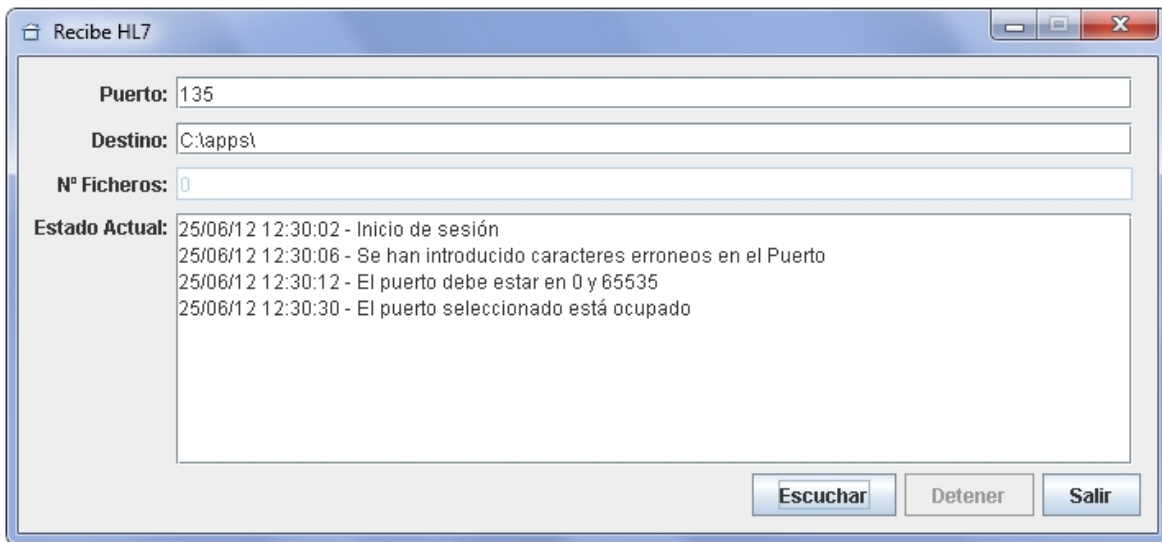 Recibe HL7
Puerto: 135
Destino: C:\apps\
Nº Ficheros: 0
Estado Actual: 25/06/12 12:30:02 - Inicio de sesión
25/06/12 12:30:06 - Se han introducido caracteres erroneos en el Puerto
25/06/12 12:30:12 - El puerto debe estar en 0 y 65535
25/06/12 12:30:30 - El puerto seleccionado está ocupado
Escuchar Detener Salir